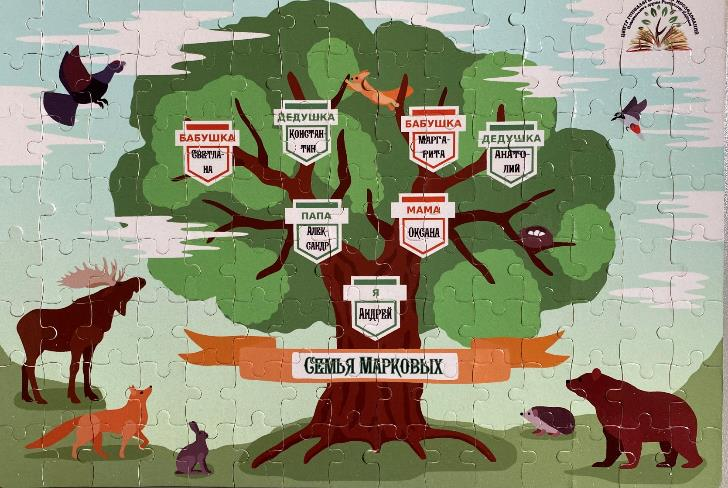 БАБУШКА
СВЕТЛА-
НА
ДЕДУШКА
КОНСТАН-
ТИН
БАБУШКА
МАРГА-
РИТА
ДЕДУШКА
АНАТО-
ЛИЙ
ПАПА
АЛЕК
САНДР
МАМА
ОКСАНА
Я
АНДРЕЙ
СЕМЬЯ МАРКОВЫХ